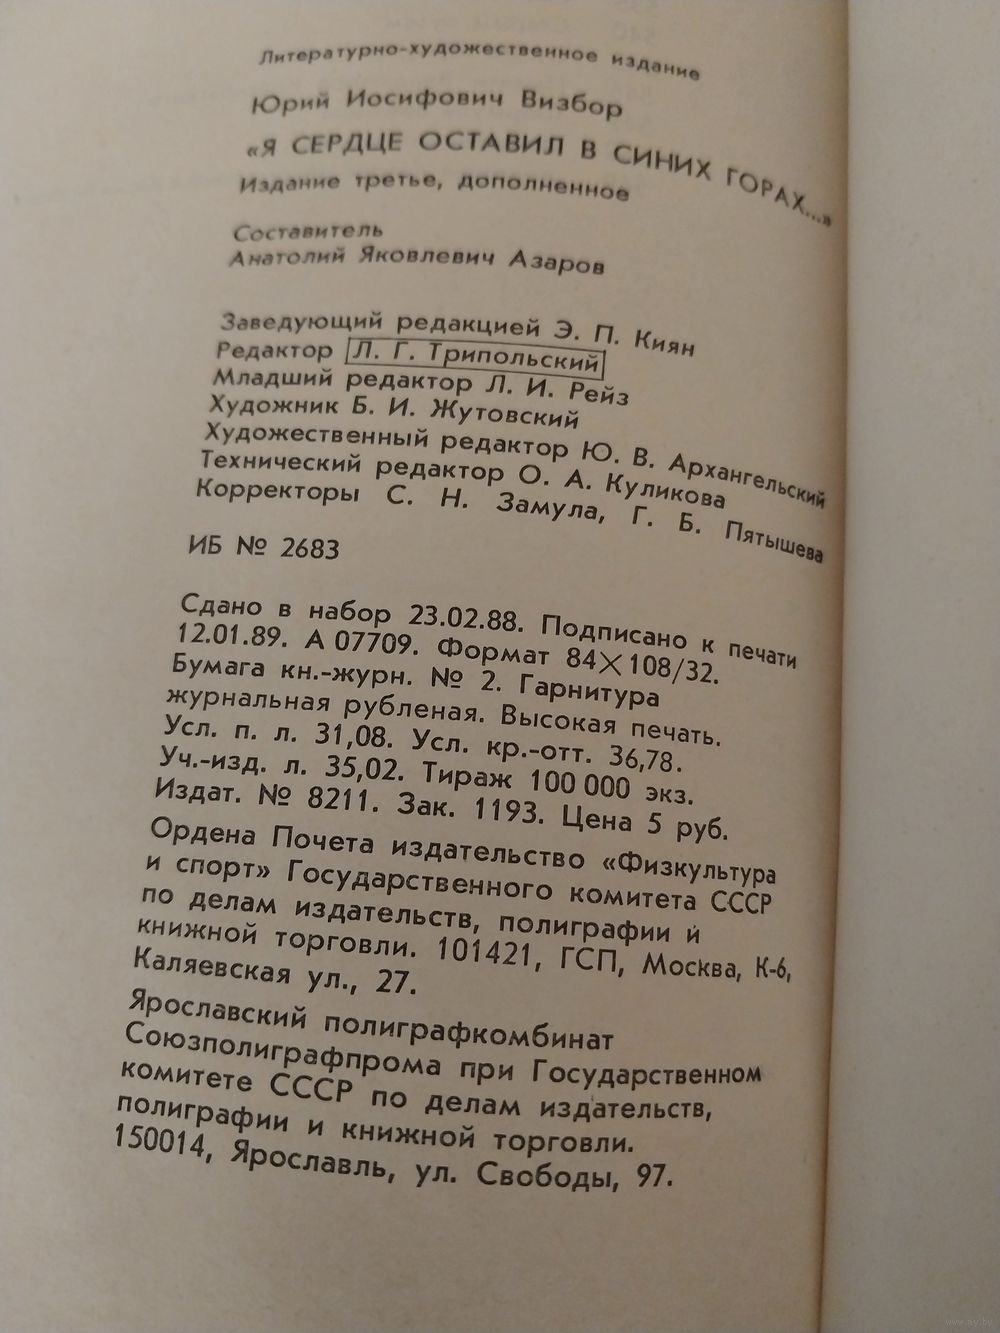 Литературно-художественное издание
Юрий Иосифович Визбор
«Я СЕРДЦЕ ОСТАВИЛ В СИНИХ ГОРАХ...»
Издание третье, дополненное
Составитель
Анатолий Яковлевич Азаров
Заведующий редакцией Э. П. Киян
Редактор Л. Г. Трипольский
Младший редактор Л. И. Рейз
Художник Б. И. Жутовский
Художественный редактор Ю. В. Архангельский
Технический редактор О. А. Куликова
Корректоры С. Н. Замула, Г. Б. Пятышева
ИБ № 2683
Сдано в набор 23.02.88. Подписано к печати
12.01.89. А 07709. Формат 84×108/32.
Бумага кн.-журн. № 2. Гарнитура
журнальная рубленая. Высокая печать.
Усл. п. л. 31,08. Усл. кр.-отт. 36,78.
Уч.-изд. л. 35,02. Тираж 100 000 экз.
Издат. № 8211. Зак. 1193. Цена 5 руб.
Ордена Почета издательство «Физкультура
и спорт» Государственного комитета СССР
по делам издательств, полиграфии и
книжной торговли. 101421, ГСП, Москва, К-6,
Каляевская ул., 27.
Ярославский полиграфкомбинат
Союзполиграфпрома при Государственном
комитете СССР по делам издательств,
полиграфии и книжной торговли.
150014, Ярославль, ул. Свободы, 97.
www.ay.by